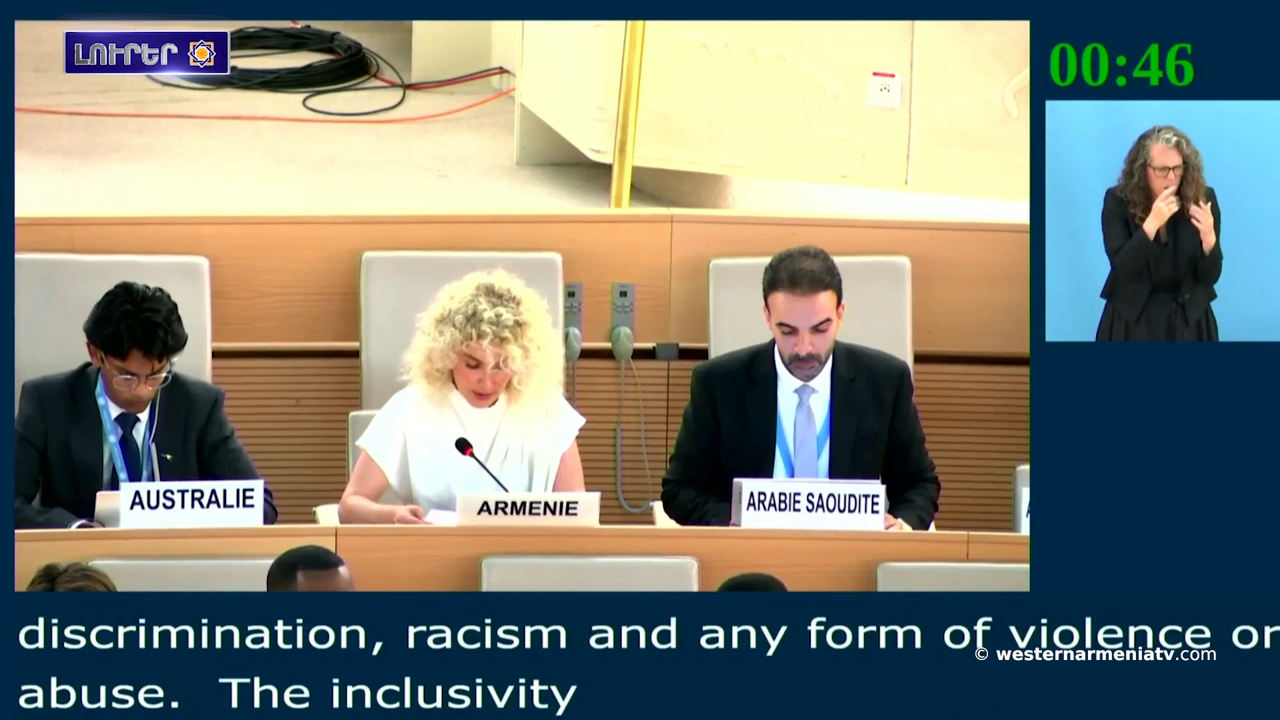 ԼՈՒՐԵՐ
00:46
AUSTRALIE
ARMENIE
ARABIE SAOUDITE
discrimination, racism and any form of violence or
© westernarmeniatv.com
abuse.  The inclusivity